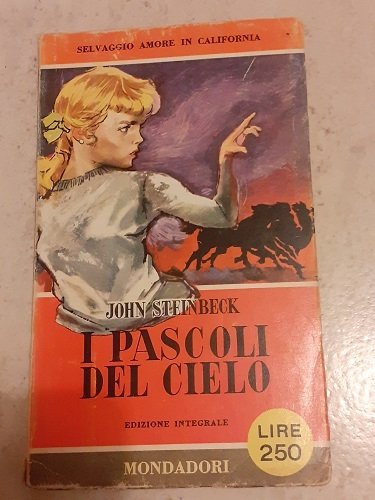 SELVAGGIO AMORE IN CALIFORNIA
JOHN STEINBECK
I PASCOLI
DEL CIELO
EDIZIONE INTEGRALE
LIRE
250
MONDADORI